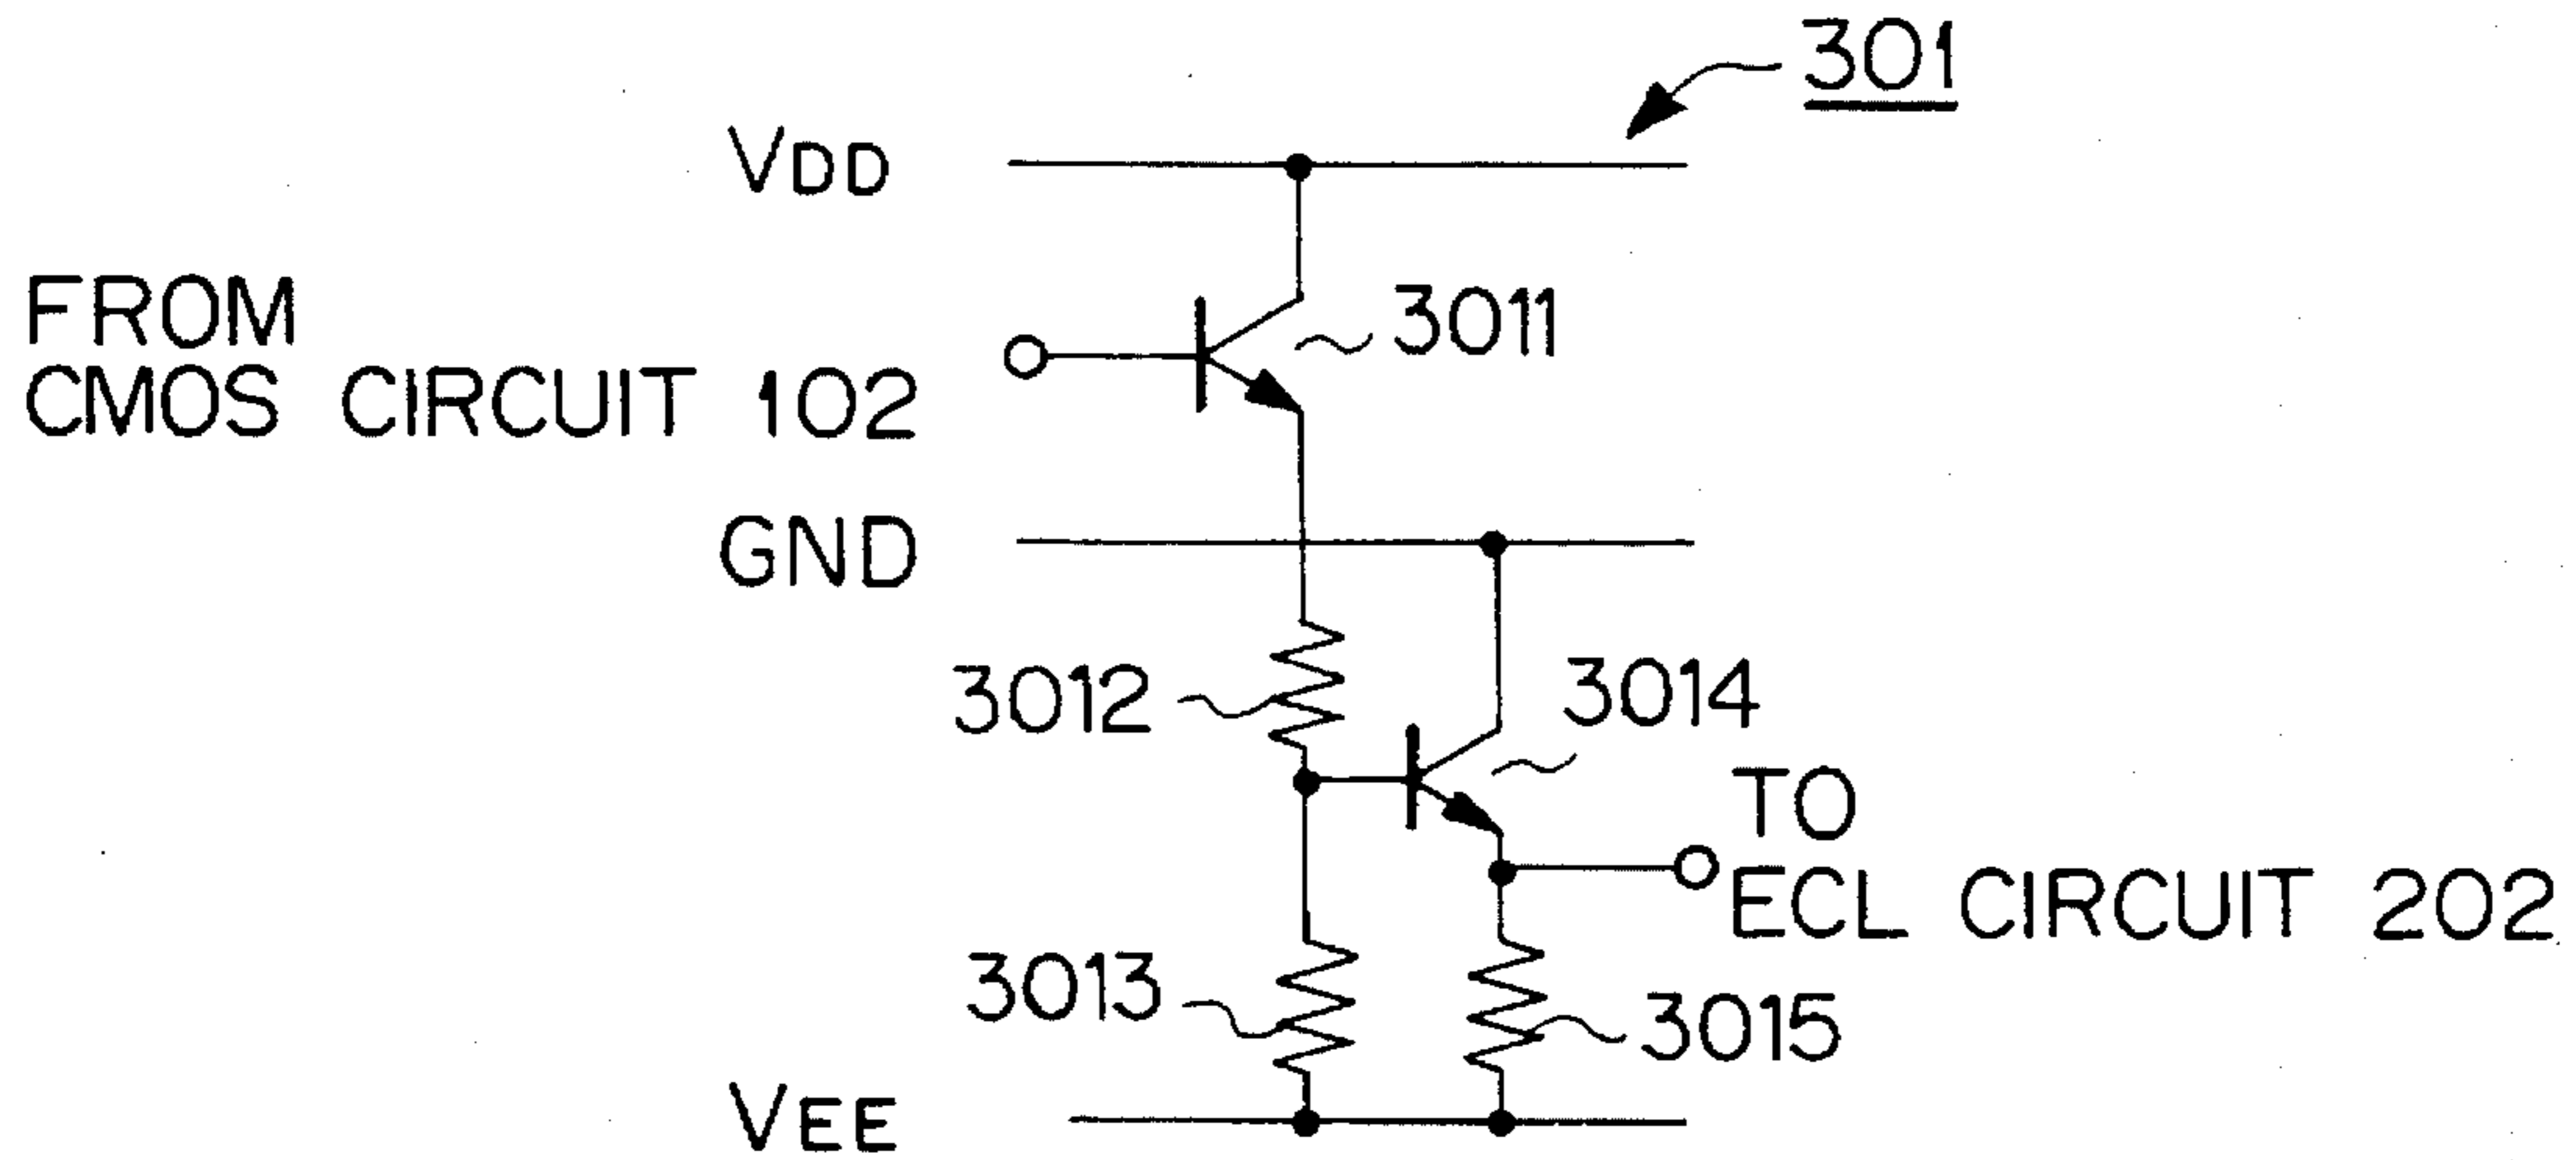 301
VDD
FROM
CMOS CIRCUIT 102
3011
GND
3012
3014
TO
ECL CIRCUIT 202
3013
3015
VEE